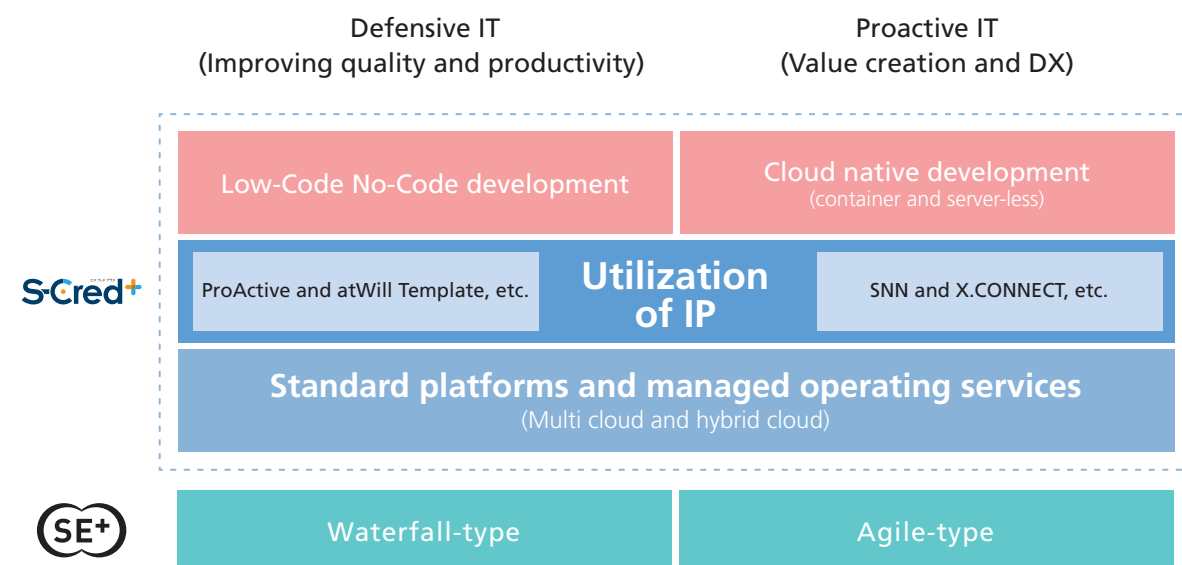 Defensive IT
(Improving quality and productivity)
Proactive IT
(Value creation and DX)
Low-Code No-Code development
Cloud native development
(container and server-less)
S-Cred+
ProActive and atWill Template, etc.
Utilization
of IP
SNN and X.CONNECT, etc.
Standard platforms and managed operating services
(Multi cloud and hybrid cloud)
SE+
Waterfall-type
Agile-type